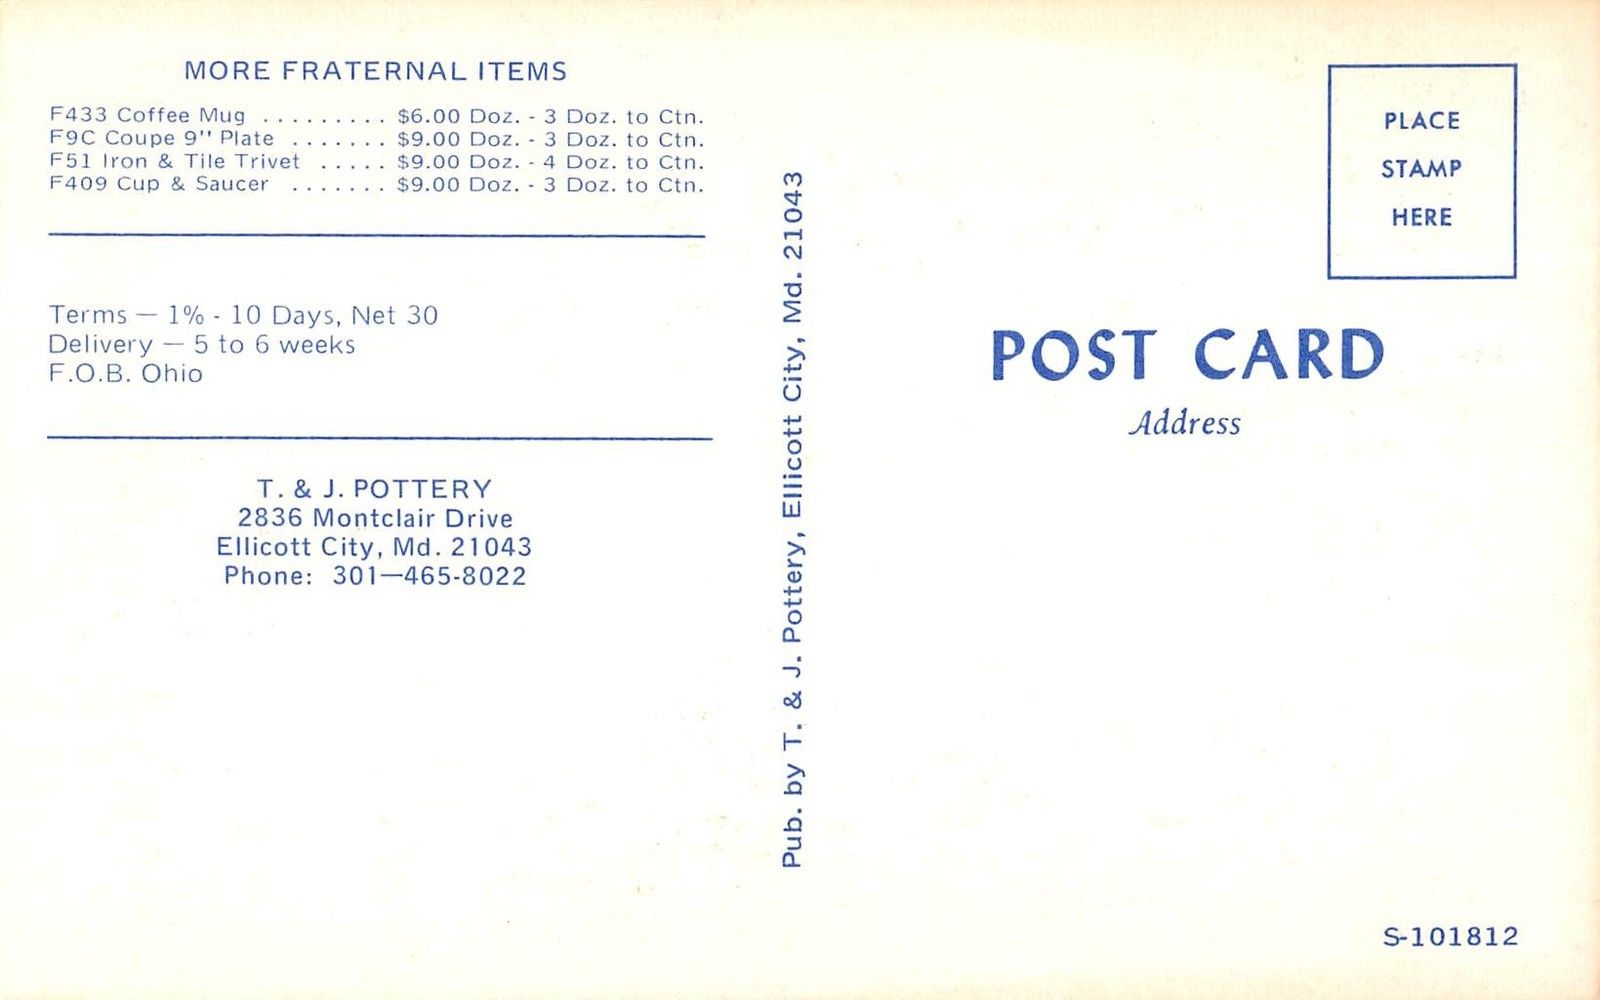 MORE FRATERNAL ITEMS
F433 Coffee Mug ......... $6.00 Doz. - 3 Doz. to Ctn.
F9C Coupe 9" Plate ....... $9.00 Doz. - 3 Doz. to Ctn.
F51 Iron & Tile Trivet ..... $9.00 Doz. - 4 Doz. to Ctn.
F409 Cup & Saucer ....... $9.00 Doz. - 3 Doz. to Ctn.
Terms — 1% - 10 Days, Net 30
Delivery — 5 to 6 weeks
F.O.B. Ohio
T. & J. POTTERY
2836 Montclair Drive
Ellicott City, Md. 21043
Phone: 301—465-8022
Pub. by T. & J. Pottery, Ellicott City, Md. 21043
PLACE
STAMP
HERE
POST CARD
Address
S-101812